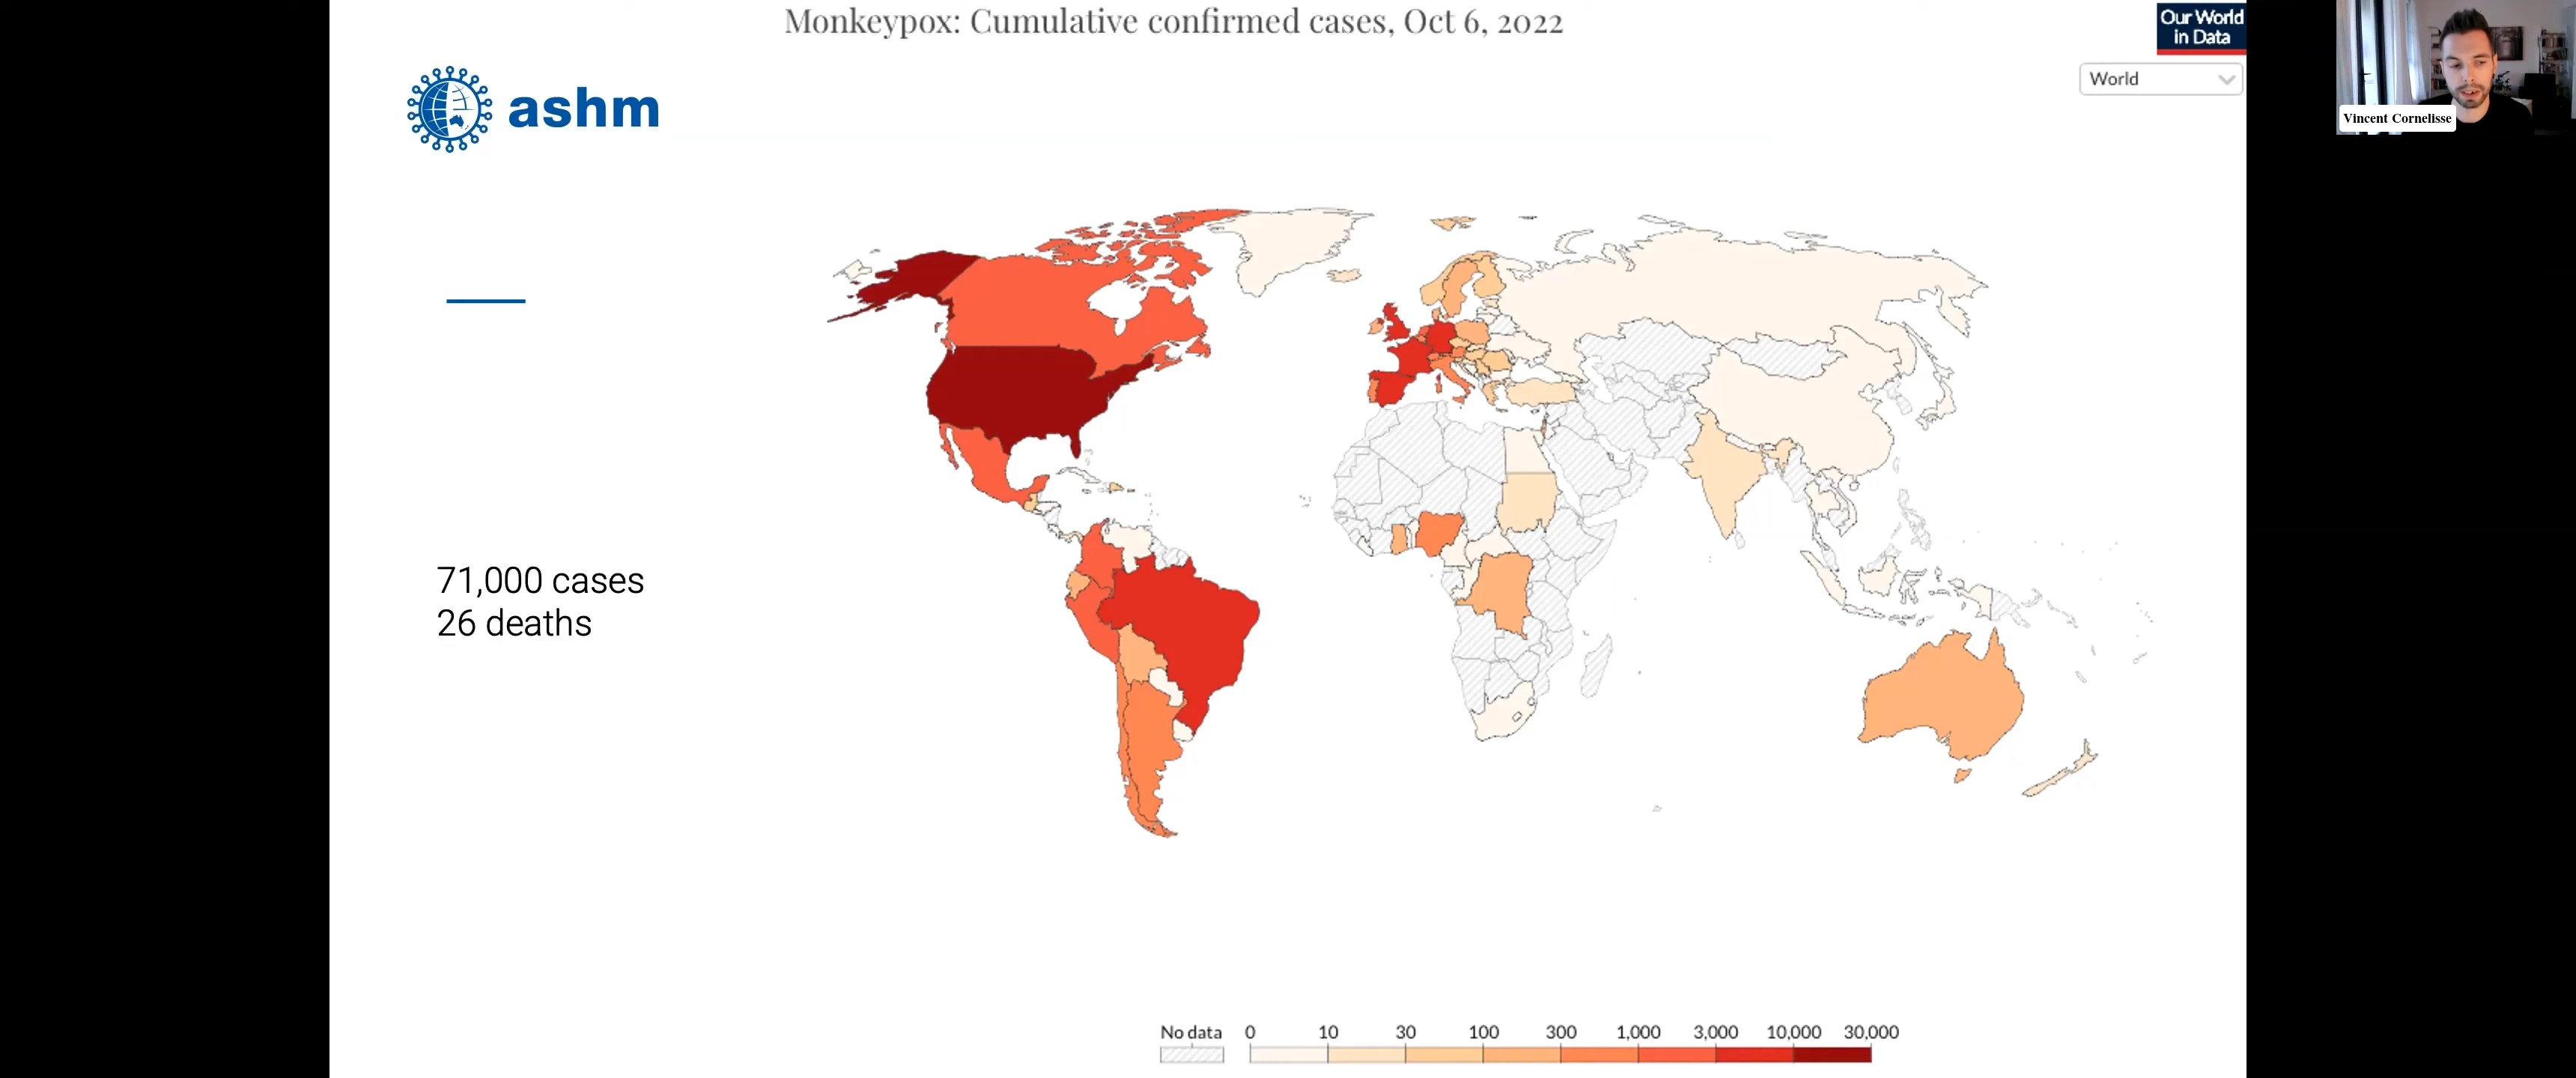 Monkeypox: Cumulative confirmed cases, Oct 6, 2022
Our World
in Data
World
Vincent Cornelisse
ashm
71,000 cases
26 deaths
No data 0 10 30 100 300 1,000 3,000 10,000 30,000